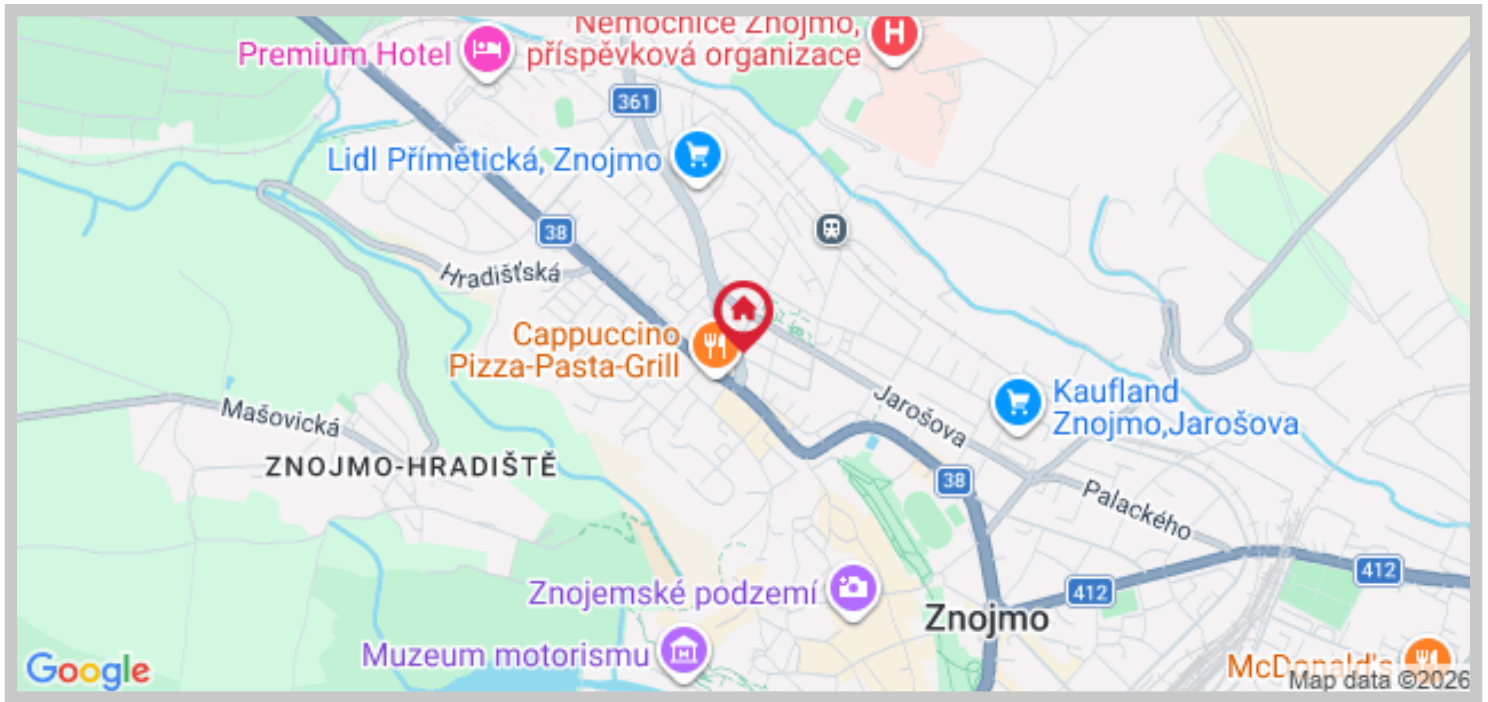 Nemocnice Znojmo,
příspěvková organizace
H
Premium Hotel
361
Lidl Přímětická, Znojmo
38
Hradišťská
Cappuccino
Pizza-Pasta-Grill
Jarošova
Kaufland
Znojmo,Jarošova
Mašovická
ZNOJMO-HRADIŠTĚ
38
Palackého
412
412
Znojemské podzemí
Znojmo
Muzeum motorismu
M
McDonald's
Google
Map data ©2026